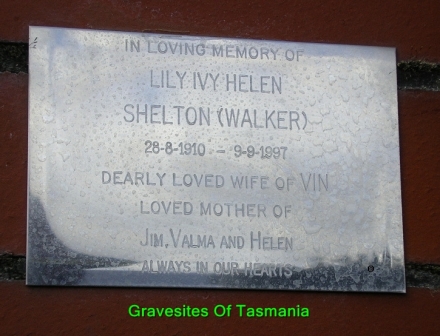 IN LOVING MEMORY OF
LILY IVY HELEN
SHELTON (WALKER)
28-8-1910 - 9-9-1997
DEARLY LOVED WIFE OF VIN
LOVED MOTHER OF
JIM, VALMA AND HELEN
ALWAYS IN OUR HEARTS
Gravesites Of Tasmania